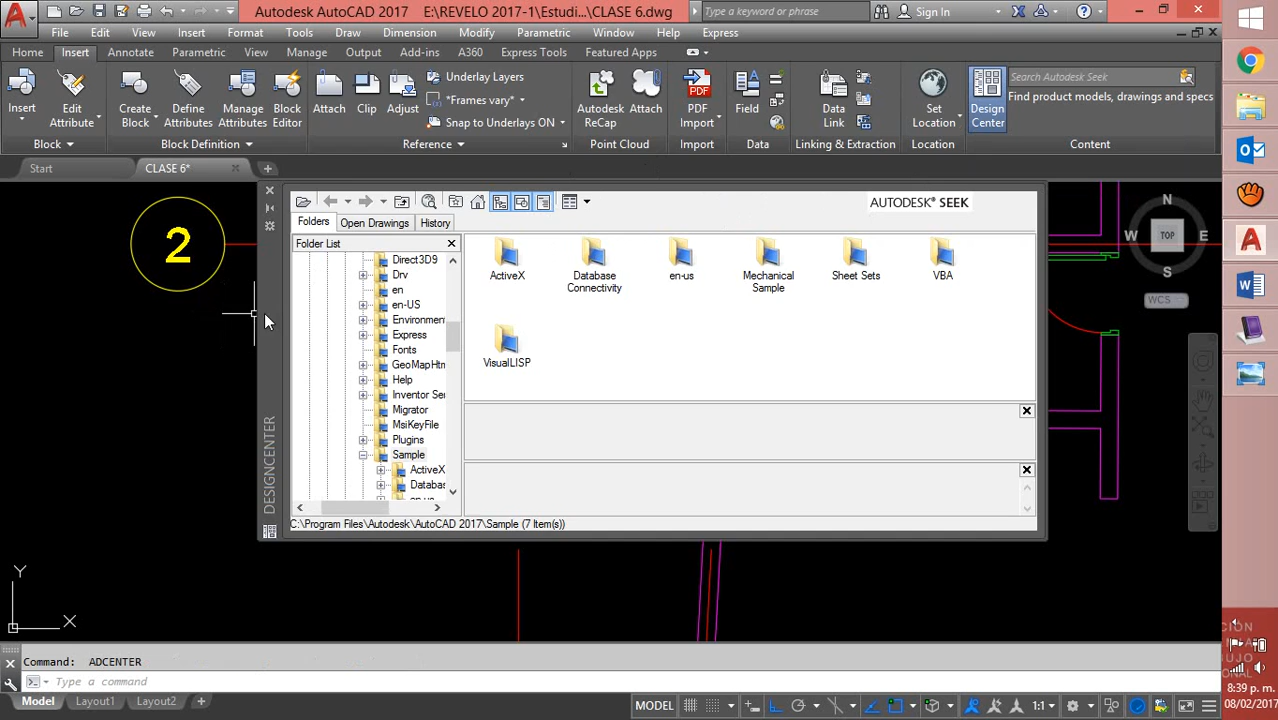 Autodesk AutoCAD 2017 E:\REVELO 2017-1\Estudi...\CLASE 6.dwg
Type a keyword or phrase
Sign In
File Edit View Insert Format Tools Draw Dimension Modify Parametric Window Help Express
Home Insert Annotate Parametric View Manage Output Add-ins A360 Express Tools Featured Apps
Insert
Edit Attribute
Create Block
Define Attributes
Manage Attributes
Block Editor
Attach
Clip
Adjust
Underlay Layers
*Frames vary*
Snap to Underlays ON
Autodesk ReCap
Attach
PDF
PDF Import
Field
Data Link
Set Location
Design Center
Search Autodesk Seek
Find product models, drawings and specs
Block
Block Definition
Reference
Point Cloud
Import
Data
Linking & Extraction
Location
Content
Start
CLASE 6*
2
AUTODESK® SEEK
Folders
Open Drawings
History
Folder List
Direct3D9
Drv
en
en-US
Environmen
Express
Fonts
GeoMapHtm
Help
Inventor Ser
Migrator
MsiKeyFile
Plugins
Sample
ActiveX
Databas
ActiveX
Database Connectivity
en-us
Mechanical Sample
Sheet Sets
VBA
VisualLISP
C:\Program Files\Autodesk\AutoCAD 2017\Sample (7 Item(s))
DESIGNCENTER
N
W
TOP
E
S
WCS
Y
X
Command: ADCENTER
Type a command
Model Layout1 Layout2
MODEL
1:1
8:39 p. m.
08/02/2017